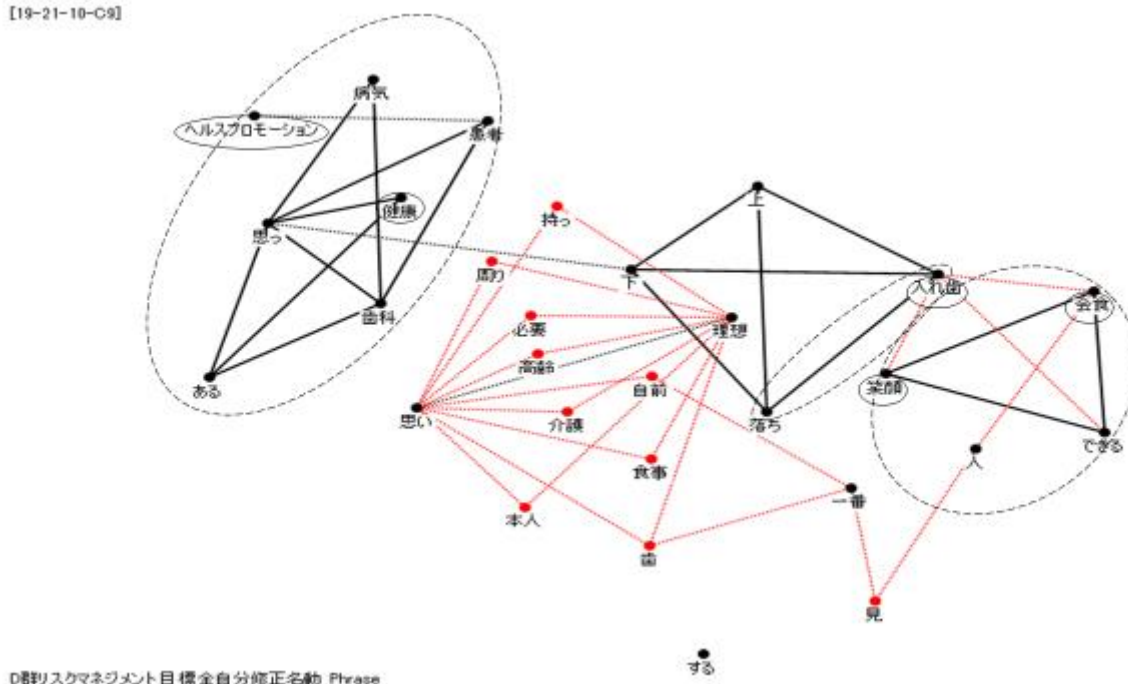 [19-21-10-C9]
病気
ヘルスプロモーション
患者
健康
思っ
歯科
ある
持っ
周り
必要
高齢
思い
介護
自前
食事
本人
歯
理想
上
下
入れ歯
落ち
会食
笑顔
できる
人
一番
見
する
D群リスクマネジメント目標全自分修正名動 Phrase